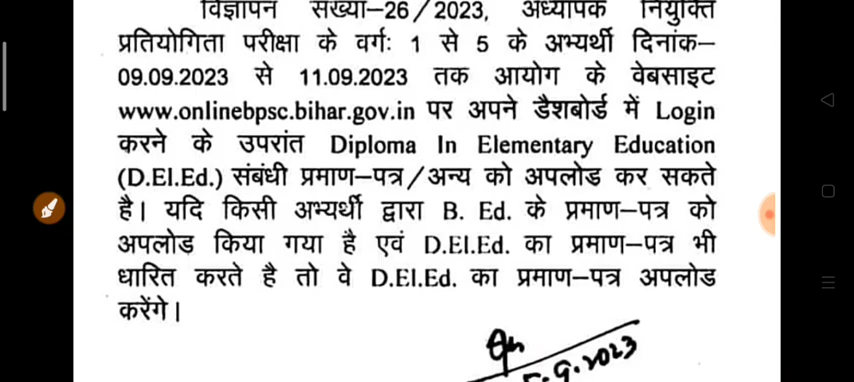 विज्ञापन संख्या–26/2023, अध्यापक नियुक्ति
प्रतियोगिता परीक्षा के वर्गः 1 से 5 के अभ्यर्थी दिनांक–
09.09.2023 से 11.09.2023 तक आयोग के वेबसाइट
www.onlinebpsc.bihar.gov.in पर अपने डैशबोर्ड में Login
करने के उपरांत Diploma In Elementary Education
(D.El.Ed.) संबंधी प्रमाण–पत्र/अन्य को अपलोड कर सकते
है। यदि किसी अभ्यर्थी द्वारा B. Ed. के प्रमाण–पत्र को
अपलोड किया गया है एवं D.El.Ed. का प्रमाण–पत्र भी
धारित करते है तो वे D.El.Ed. का प्रमाण–पत्र अपलोड
करेंगे।
5.9.2023